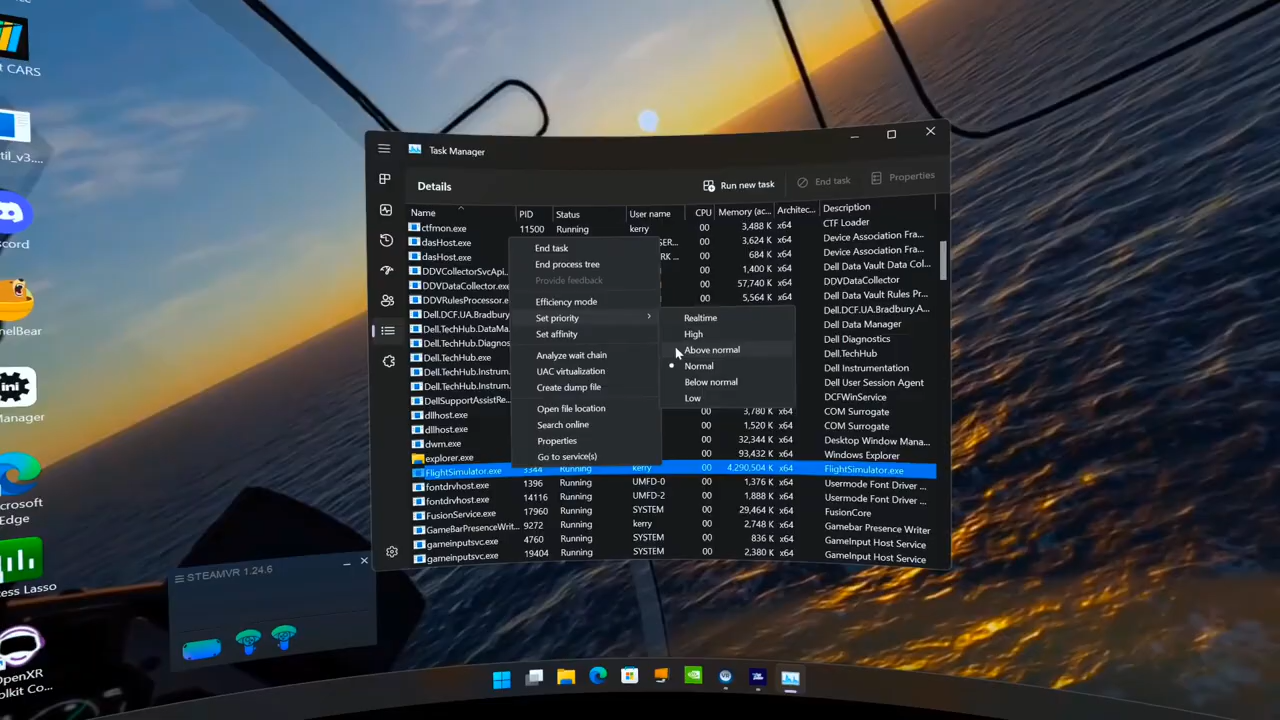 CARS
til_v3....
cord
nelBear
Manager
icrosoft
Edge
cess Lasso
OpenXR
oolkit Co...
Task Manager
Details
Run new task
End task
Properties
Name
PID
Status
User name
CPU
Memory (ac...
Architec...
Description
ctfmon.exe 11500 Running kerry 00 3,488 K x64 CTF Loader
dasHost.exe SER... 00 3,624 K x64 Device Association Fra...
dasHost.exe RK ... 00 684 K x64 Device Association Fra...
DDVCollectorSvcApi... 00 1,400 K x64 Dell Data Vault Data Col...
DDVDataCollector.exe 00 57,740 K x64 DDVDataCollector
DDVRulesProcessor.e 00 5,564 K x64 Dell Data Vault Rules Pr...
Dell.DCF.UA.Bradbury. Dell.DCF.UA.Bradbury.A...
Dell.TechHub.DataMa Dell Data Manager
Dell.TechHub.Diagno Dell Diagnostics
Dell.TechHub.exe Dell.TechHub
Dell.TechHub.Instrum. Dell Instrumentation
Dell.TechHub.Instrum. Dell User Session Agent
DellSupportAssistRe... DCFWinService
dllhost.exe 00 3,780 K x64 COM Surrogate
dllhost.exe 00 1,520 K x64 COM Surrogate
dwm.exe 00 32,344 K x64 Desktop Window Mana...
explorer.exe 00 93,432 K x64 Windows Explorer
FlightSimulator.exe 3344 Running kerry 00 4,290,504 K x64 FlightSimulator.exe
fontdrvhost.exe 1396 Running UMFD-0 00 1,376 K x64 Usermode Font Driver ...
fontdrvhost.exe 14116 Running UMFD-2 00 1,888 K x64 Usermode Font Driver ...
FusionService.exe 17960 Running SYSTEM 00 29,464 K x64 FusionCore
GameBarPresenceWrit... 9272 Running kerry 00 2,748 K x64 Gamebar Presence Writer
gameinputsvc.exe 4760 Running SYSTEM 00 836 K x64 GameInput Host Service
gameinputsvc.exe 19404 Running SYSTEM 00 2,380 K x64 GameInput Host Service
End task
End process tree
Provide feedback
Efficiency mode
Set priority
Set affinity
Analyze wait chain
UAC virtualization
Create dump file
Open file location
Search online
Properties
Go to service(s)
Realtime
High
Above normal
Normal
Below normal
Low
STEAMVR 1.24.6